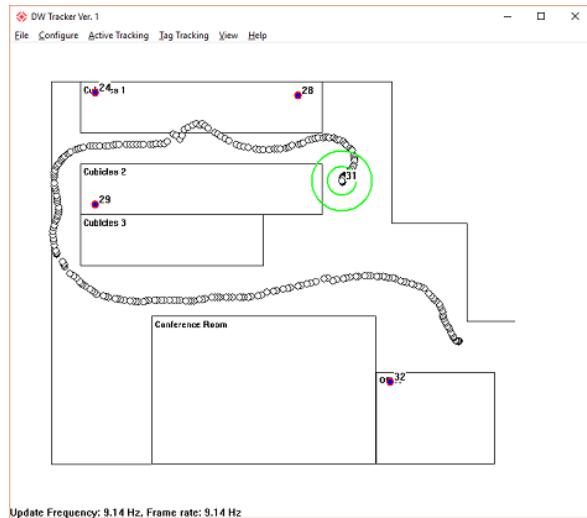 DW Tracker Ver. 1
File Configure Active Tracking Tag Tracking View Help
24
28
Cubicles 2
31
29
Cubicles 3
Conference Room
32
Update Frequency: 9.14 Hz, Frame rate: 9.14 Hz